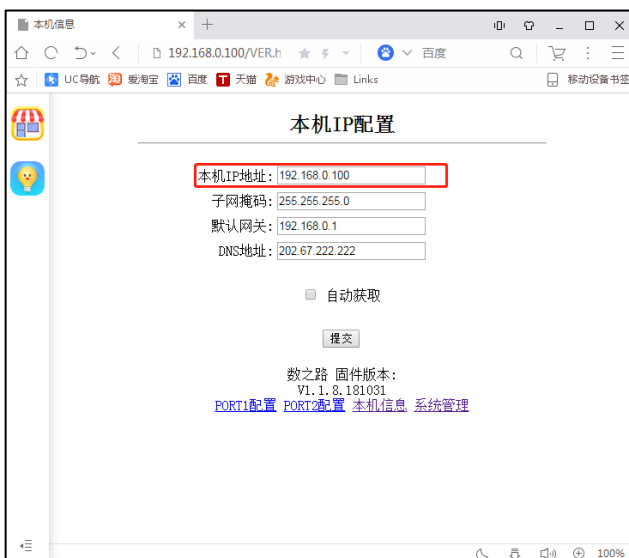 本机信息
192.168.0.100/VER.h
百度
UC导航 爱淘宝 百度 天猫 游戏中心 Links 移动设备书签
本机IP配置
本机IP地址: 192.168.0.100
子网掩码: 255.255.255.0
默认网关: 192.168.0.1
DNS地址: 202.67.222.222
自动获取
提交
数之路 固件版本:
V1.1.8.181031
PORT1配置 PORT2配置 本机信息 系统管理
100%